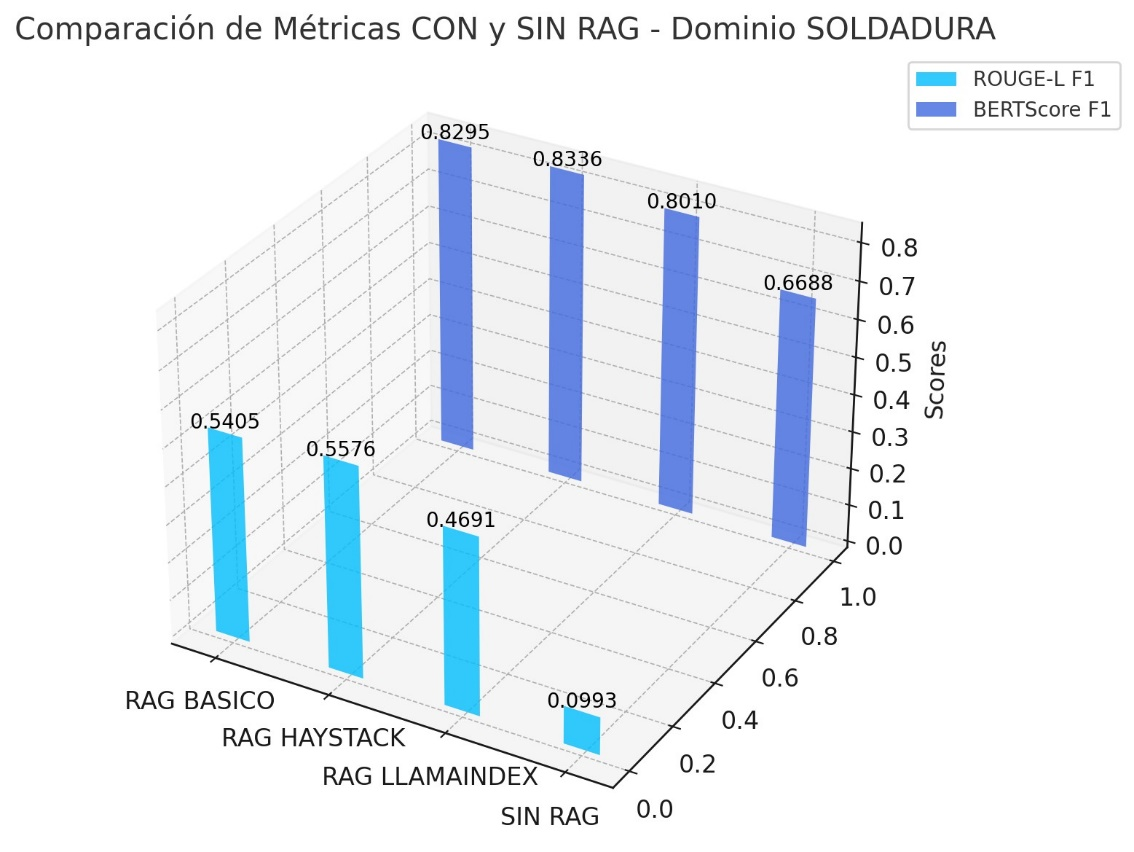 Comparación de Métricas CON y SIN RAG - Dominio SOLDADURA
ROUGE-L F1
BERTScore F1
0.8295
0.8336
0.8010
0.6688
0.5405
0.5576
0.4691
0.0993
0.8
0.7
0.6
0.5
0.4
0.3
0.2
0.1
0.0
Scores
1.0
0.8
0.6
0.4
0.2
0.0
RAG BASICO
RAG HAYSTACK
RAG LLAMAINDEX
SIN RAG